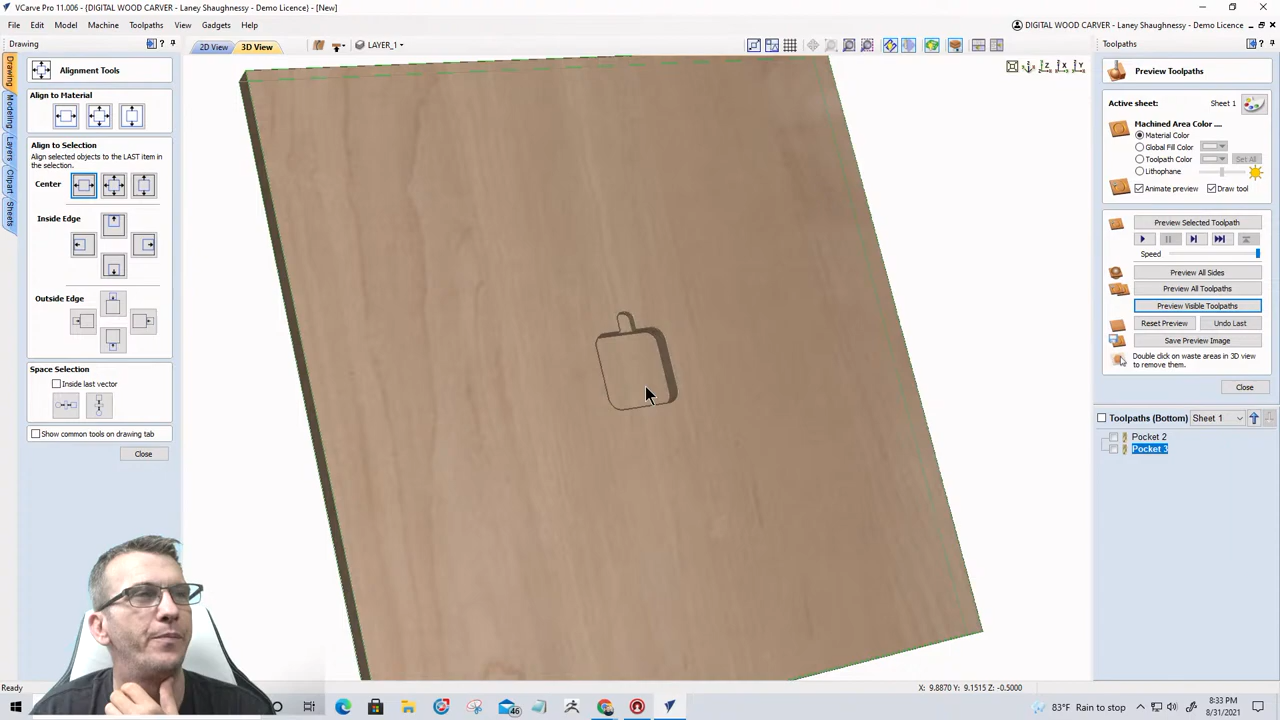 VCarve Pro 11.006 - {DIGITAL WOOD CARVER - Laney Shaughnessy - Demo Licence} - [New]
File Edit Model Machine Toolpaths View Gadgets Help
DIGITAL WOOD CARVER - Laney Shaughnessy - Demo Licence
Drawing
2D View 3D View LAYER_1
Toolpaths
Drawing
Modeling
Layers
Clipart
Sheets
Alignment Tools
Align to Material
Align to Selection
Align selected objects to the LAST item in
the selection.
Center
Inside Edge
Outside Edge
Space Selection
Inside last vector
Show common tools on drawing tab
Close
Z X Y
Preview Toolpaths
Active sheet: Sheet 1
Machined Area Color ....
Material Color
Global Fill Color
Toolpath Color Set All
Lithophane
Animate preview Draw tool
Preview Selected Toolpath
Speed
Preview All Sides
Preview All Toolpaths
Preview Visible Toolpaths
Reset Preview Undo Last
Save Preview Image
Double click on waste areas in 3D view
to remove them.
Close
Toolpaths (Bottom) Sheet 1
Pocket 2
Pocket 3
Ready
X: 9.8870 Y: 9.1515 Z: -0.5000
46
83°F Rain to stop
8:33 PM
8/31/2021